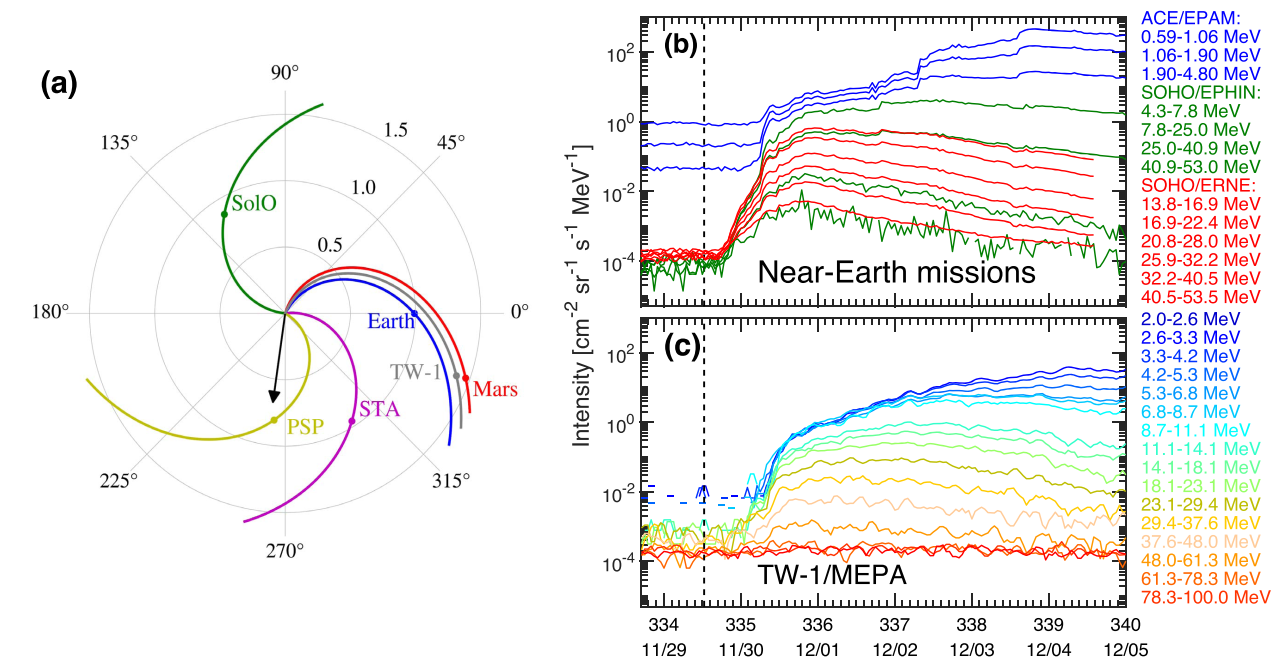 (a)
90°
135°
45°
1.5
1.0
0.5
SolO
180°
0°
Earth
TW-1
Mars
STA
PSP
225°
315°
270°
Intensity [cm⁻² sr⁻¹ s⁻¹ MeV⁻¹]
(b)
10²
10⁰
10⁻²
10⁻⁴
Near-Earth missions
ACE/EPAM:
0.59-1.06 MeV
1.06-1.90 MeV
1.90-4.80 MeV
SOHO/EPHIN:
4.3-7.8 MeV
7.8-25.0 MeV
25.0-40.9 MeV
40.9-53.0 MeV
SOHO/ERNE:
13.8-16.9 MeV
16.9-22.4 MeV
20.8-28.0 MeV
25.9-32.2 MeV
32.2-40.5 MeV
40.5-53.5 MeV
(c)
10²
10⁰
10⁻²
10⁻⁴
TW-1/MEPA
2.0-2.6 MeV
2.6-3.3 MeV
3.3-4.2 MeV
4.2-5.3 MeV
5.3-6.8 MeV
6.8-8.7 MeV
8.7-11.1 MeV
11.1-14.1 MeV
14.1-18.1 MeV
18.1-23.1 MeV
23.1-29.4 MeV
29.4-37.6 MeV
37.6-48.0 MeV
48.0-61.3 MeV
61.3-78.3 MeV
78.3-100.0 MeV
334 335 336 337 338 339 340
11/29 11/30 12/01 12/02 12/03 12/04 12/05